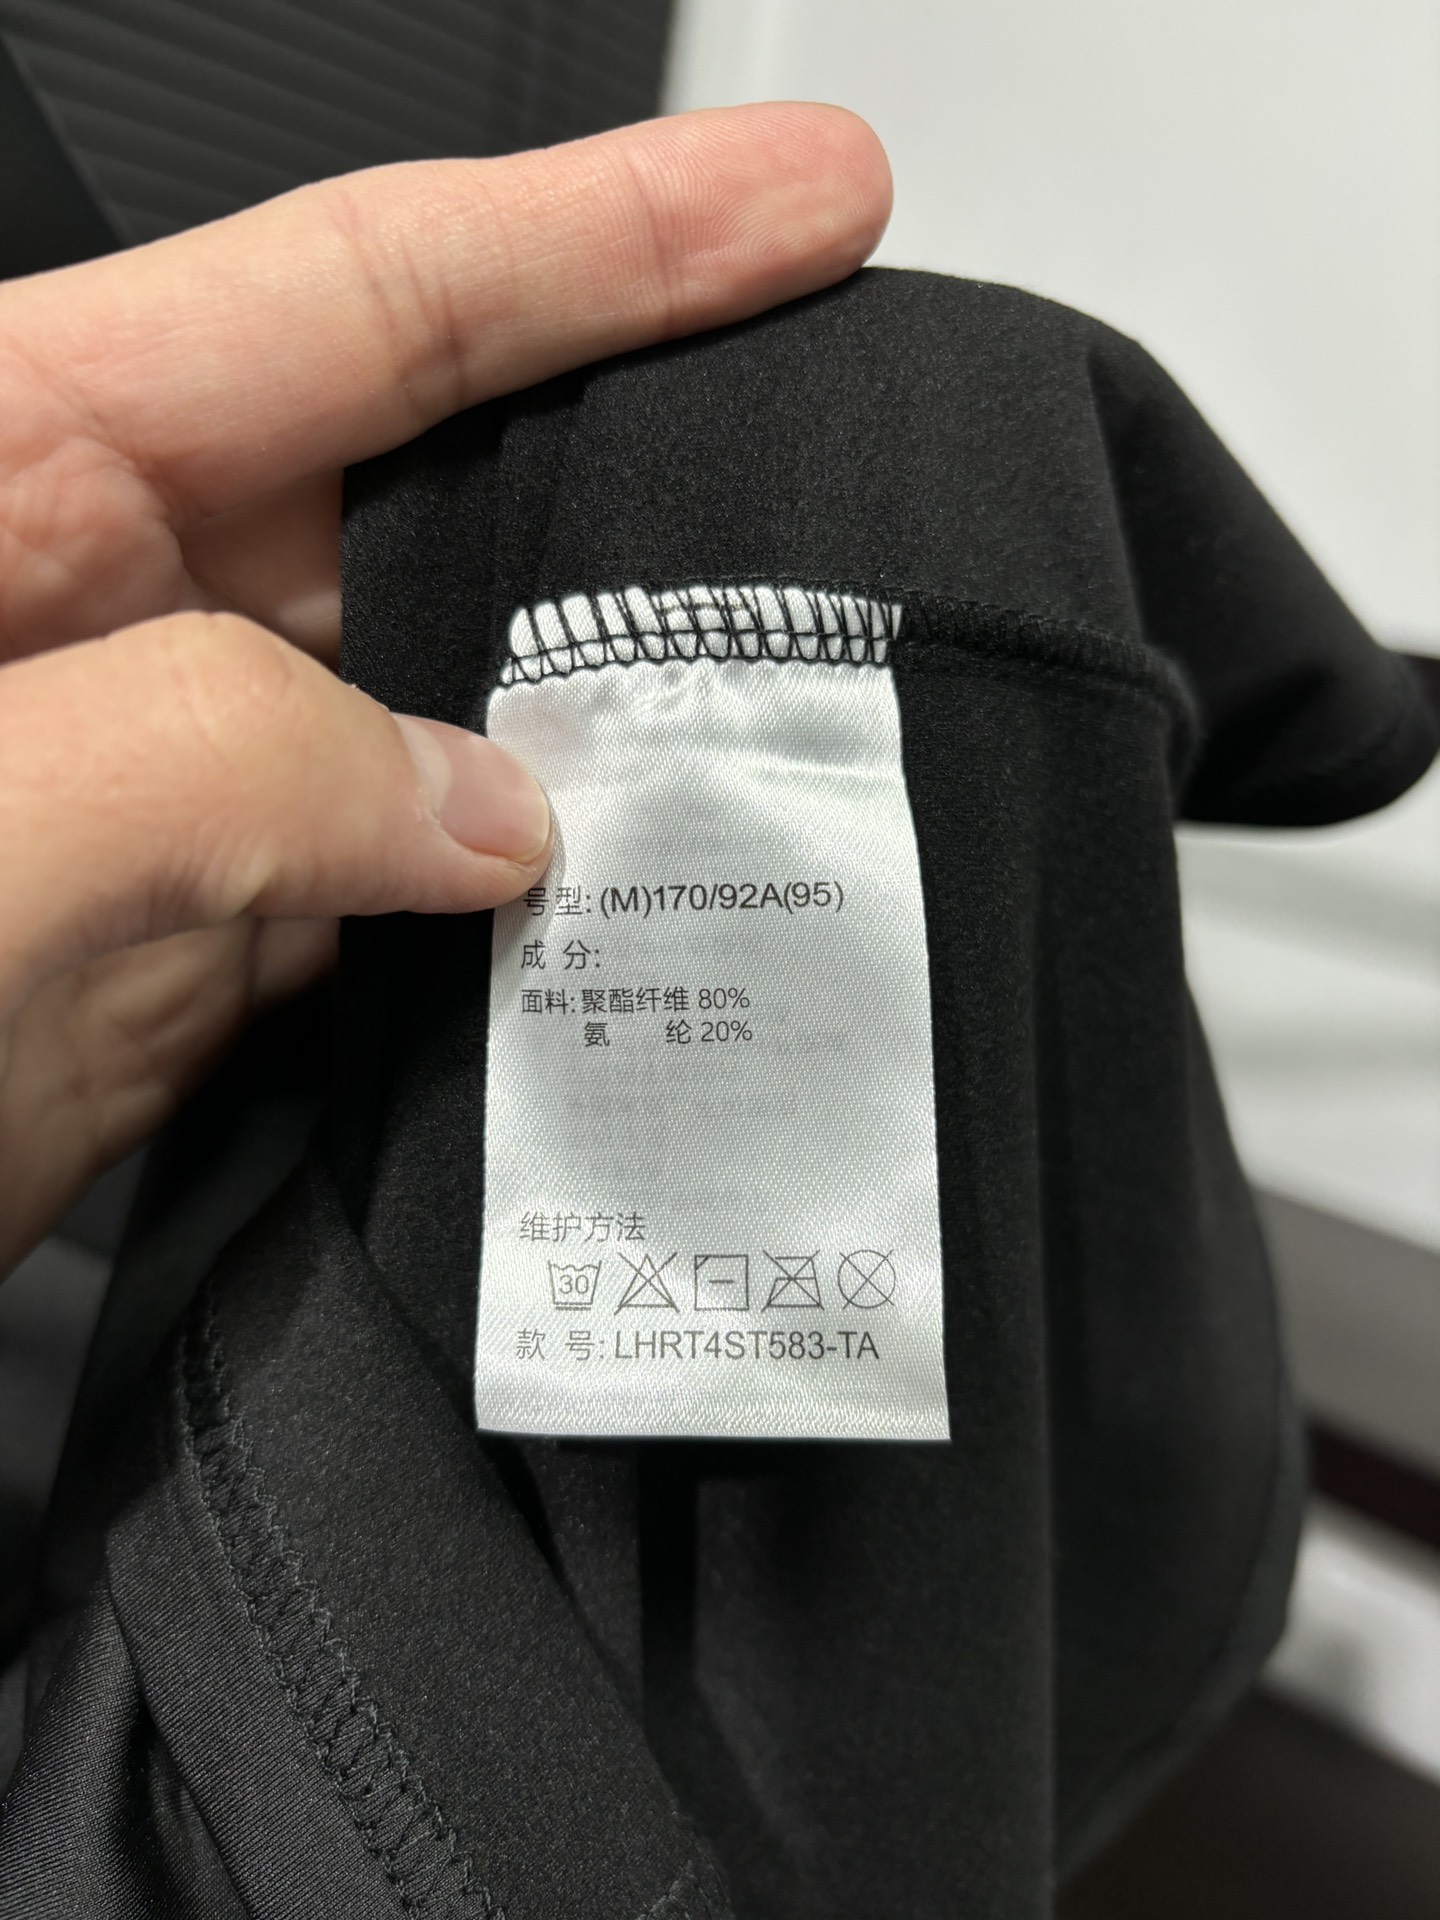 号型: (M)170/92A(95)
成 分:
面料: 聚酯纤维 80%
氨 纶 20%
维护方法
30
款 号: LHRT4ST583-TA